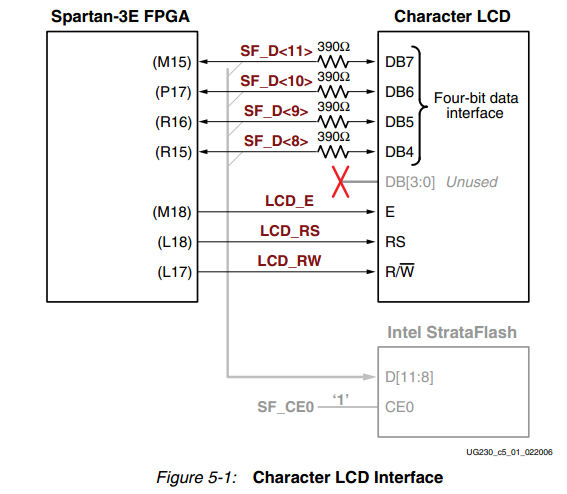 Spartan-3E FPGA
Character LCD
(M15) SF_D<11> 390Ω DB7
(P17) SF_D<10> 390Ω DB6
(R16) SF_D<9> 390Ω DB5
(R15) SF_D<8> 390Ω DB4
Four-bit data
interface
DB[3:0] Unused
(M18) LCD_E E
(L18) LCD_RS RS
(L17) LCD_RW R/W̅
Intel StrataFlash
D[11:8]
SF_CE0 ‘1’ CE0
UG230_c5_01_022006
Figure 5-1: Character LCD Interface